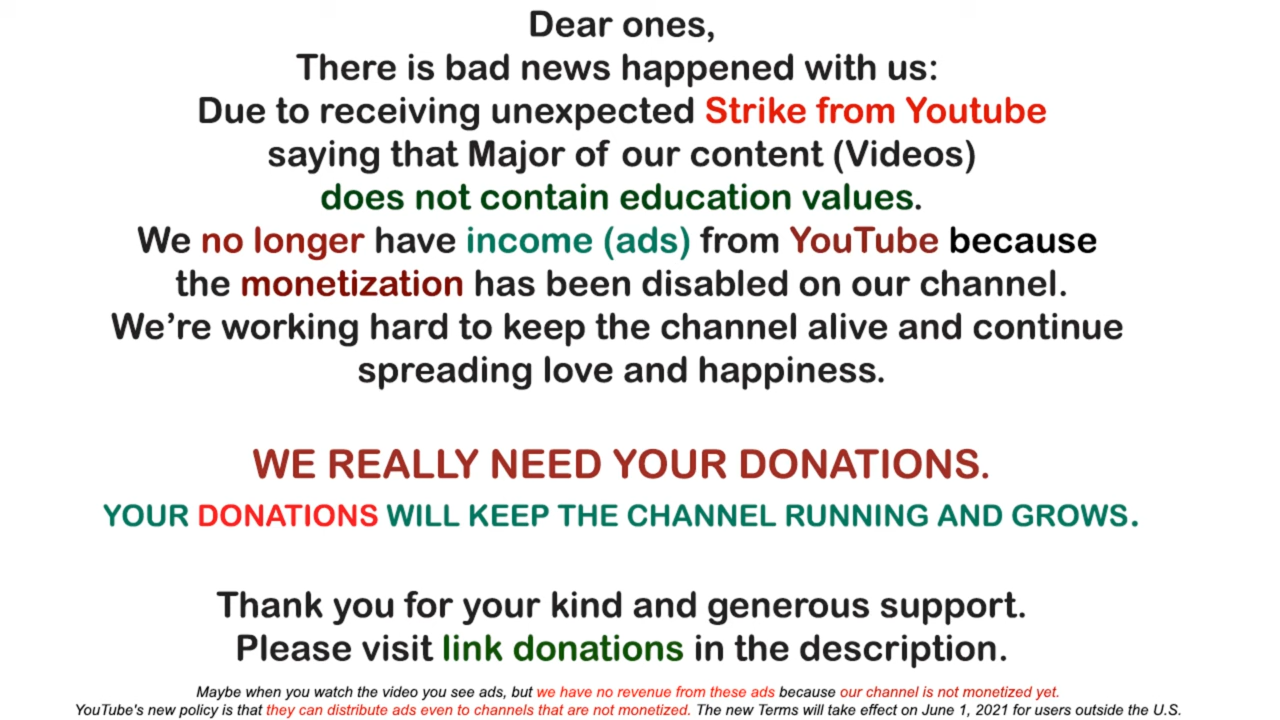 Dear ones,
There is bad news happened with us:
Due to receiving unexpected Strike from Youtube
saying that Major of our content (Videos)
does not contain education values.
We no longer have income (ads) from YouTube because
the monetization has been disabled on our channel.
We’re working hard to keep the channel alive and continue
spreading love and happiness.
WE REALLY NEED YOUR DONATIONS.
YOUR DONATIONS WILL KEEP THE CHANNEL RUNNING AND GROWS.
Thank you for your kind and generous support.
Please visit link donations in the description.
Maybe when you watch the video you see ads, but we have no revenue from these ads because our channel is not monetized yet.
YouTube's new policy is that they can distribute ads even to channels that are not monetized. The new Terms will take effect on June 1, 2021 for users outside the U.S.